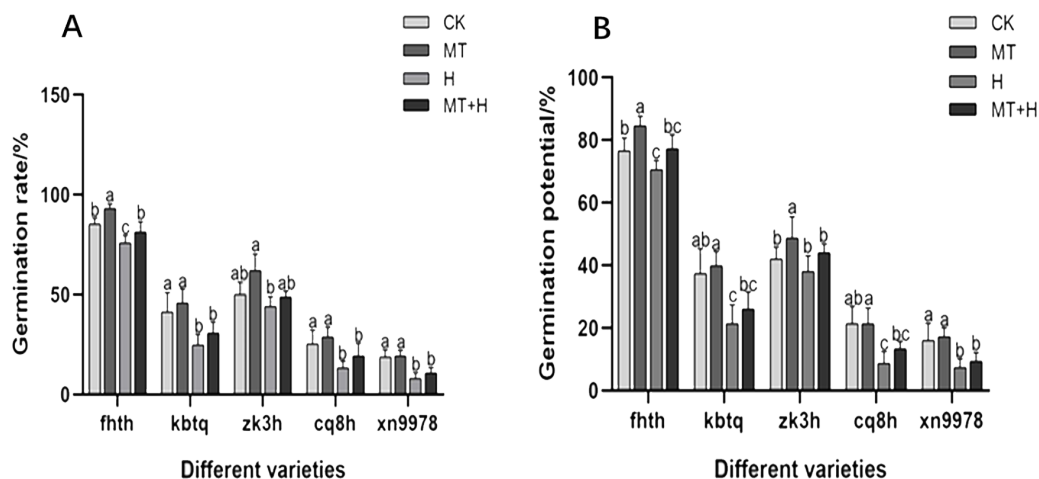 A
CK
MT
H
MT+H
Germination rate/%
150
100
50
0
b a c b
a a b b
ab a b ab
a a b b
a a b b
fhth kbtq zk3h cq8h xn9978
Different varieties
B
CK
MT
H
MT+H
Germination potential/%
100
80
60
40
20
0
b a c bc
ab a c bc
b a b b
ab a c bc
a a b b
fhth kbtq zk3h cq8h xn9978
Different varieties